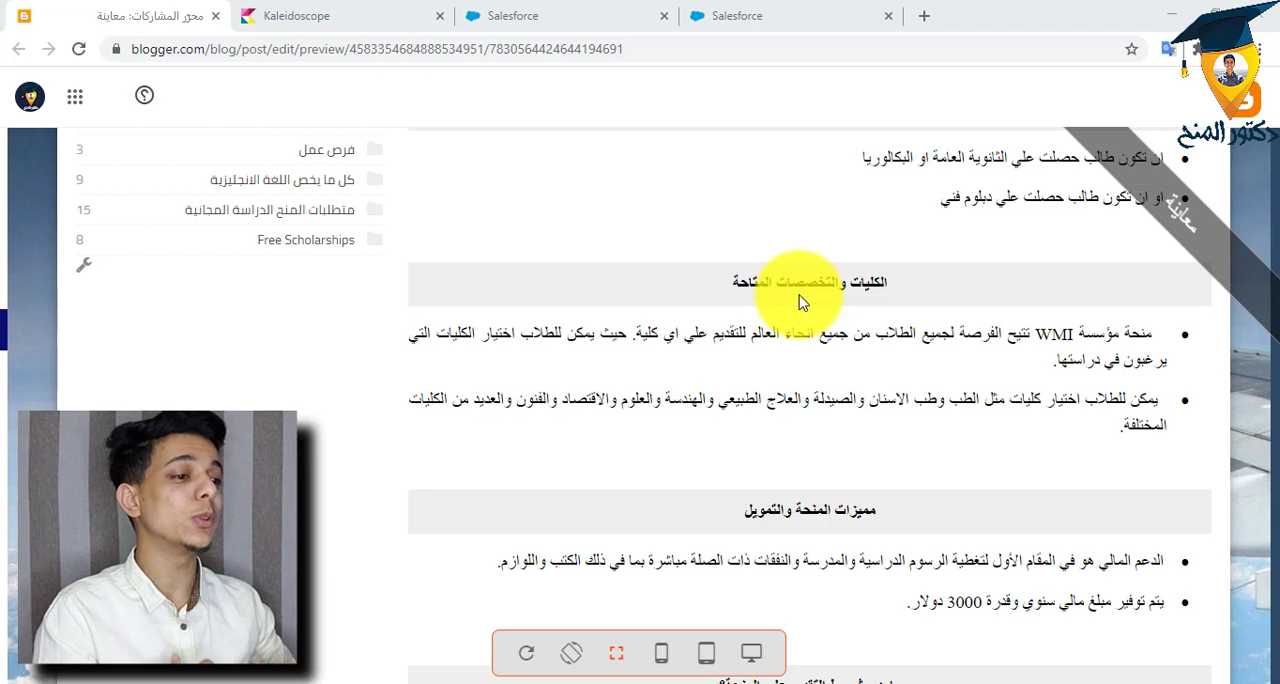 محرّر المشاركات: معاينة
Kaleidoscope
Salesforce
Salesforce
blogger.com/blog/post/edit/preview/4583354684888534951/7830564424644194691
دكتور المنح
معاينة
فرص عمل 3
كل ما يخص اللغة الانجليزية 9
متطلبات المنح الدراسة المجانية 15
Free Scholarships 8
ان تكون طالب حصلت علي الثانوية العامة او البكالوريا
او ان تكون طالب حصلت علي دبلوم فني
الكليات والتخصصات المتاحة
منحة مؤسسة WMI تتيح الفرصة لجميع الطلاب من جميع انحاء العالم للتقديم علي اي كلية. حيث يمكن للطلاب اختيار الكليات التي
يرغبون في دراستها.
يمكن للطلاب اختيار كليات مثل الطب وطب الاسنان والصيدلة والعلاج الطبيعي والهندسة والعلوم والاقتصاد والفنون والعديد من الكليات
المختلفة.
مميزات المنحة والتمويل
الدعم المالي هو في المقام الأول لتغطية الرسوم الدراسية والمدرسة والنفقات ذات الصلة مباشرة بما في ذلك الكتب واللوازم.
يتم توفير مبلغ مالي سنوي وقدرة 3000 دولار.